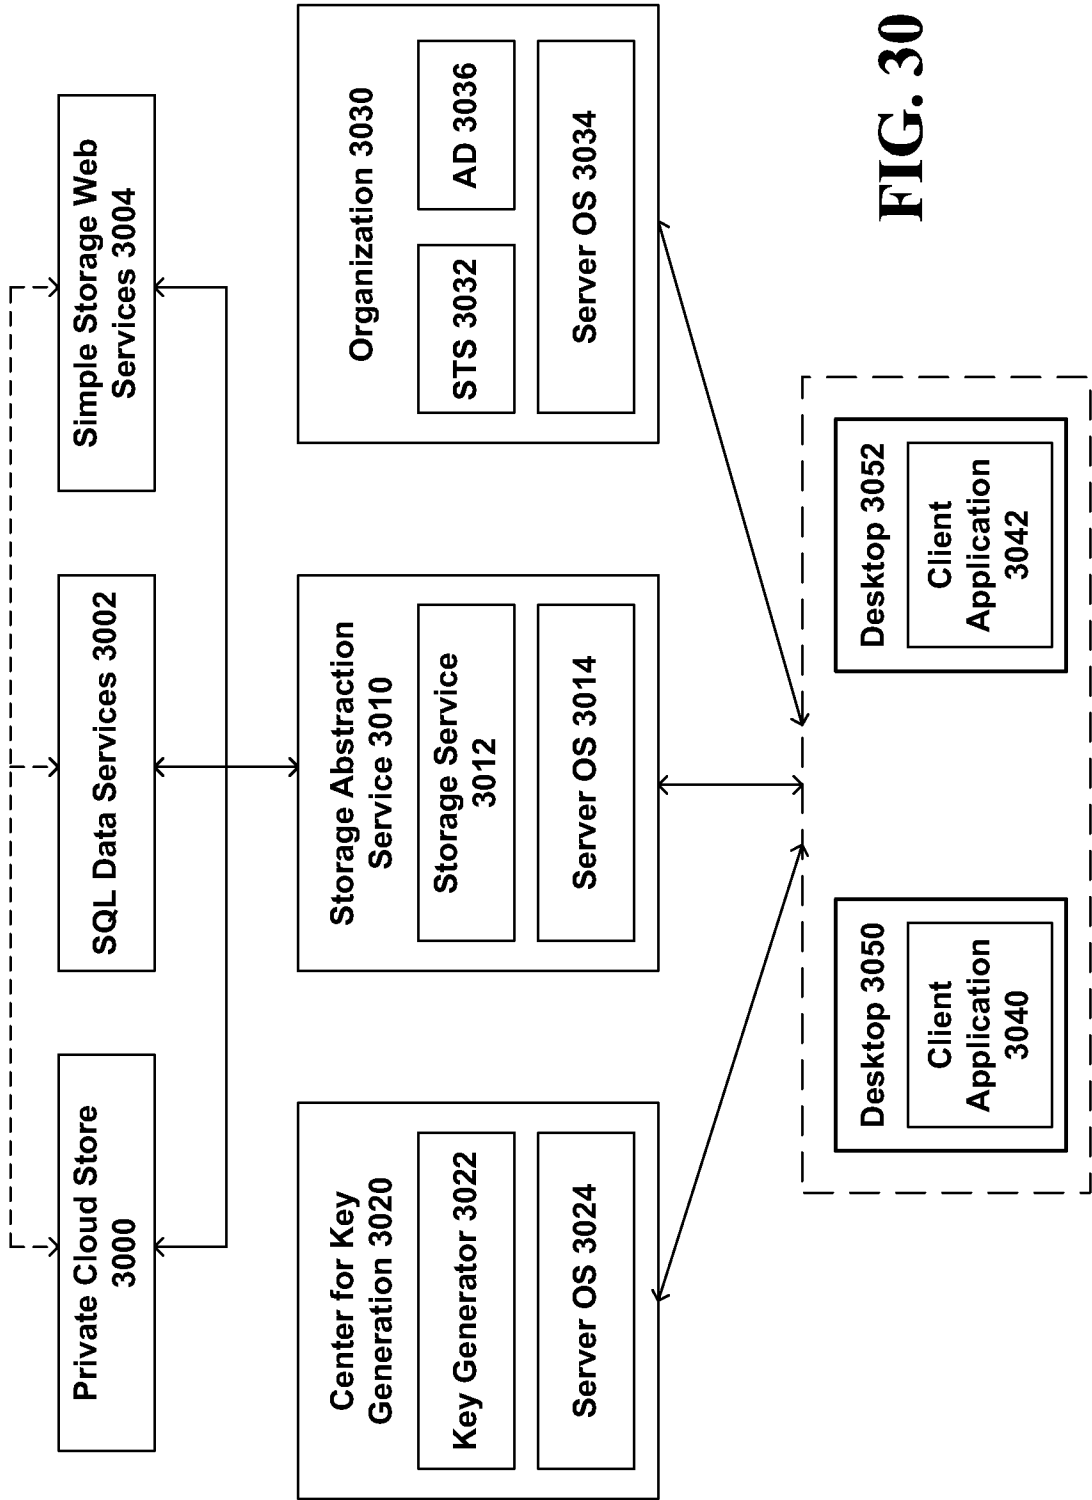 Private Cloud Store
3000
SQL Data Services 3002
Simple Storage Web
Services 3004
Center for Key
Generation 3020
Key Generator 3022
Server OS 3024
Storage Abstraction
Service 3010
Storage Service
3012
Server OS 3014
Organization 3030
STS 3032
AD 3036
Server OS 3034
Desktop 3050
Client
Application
3040
Desktop 3052
Client
Application
3042
FIG. 30